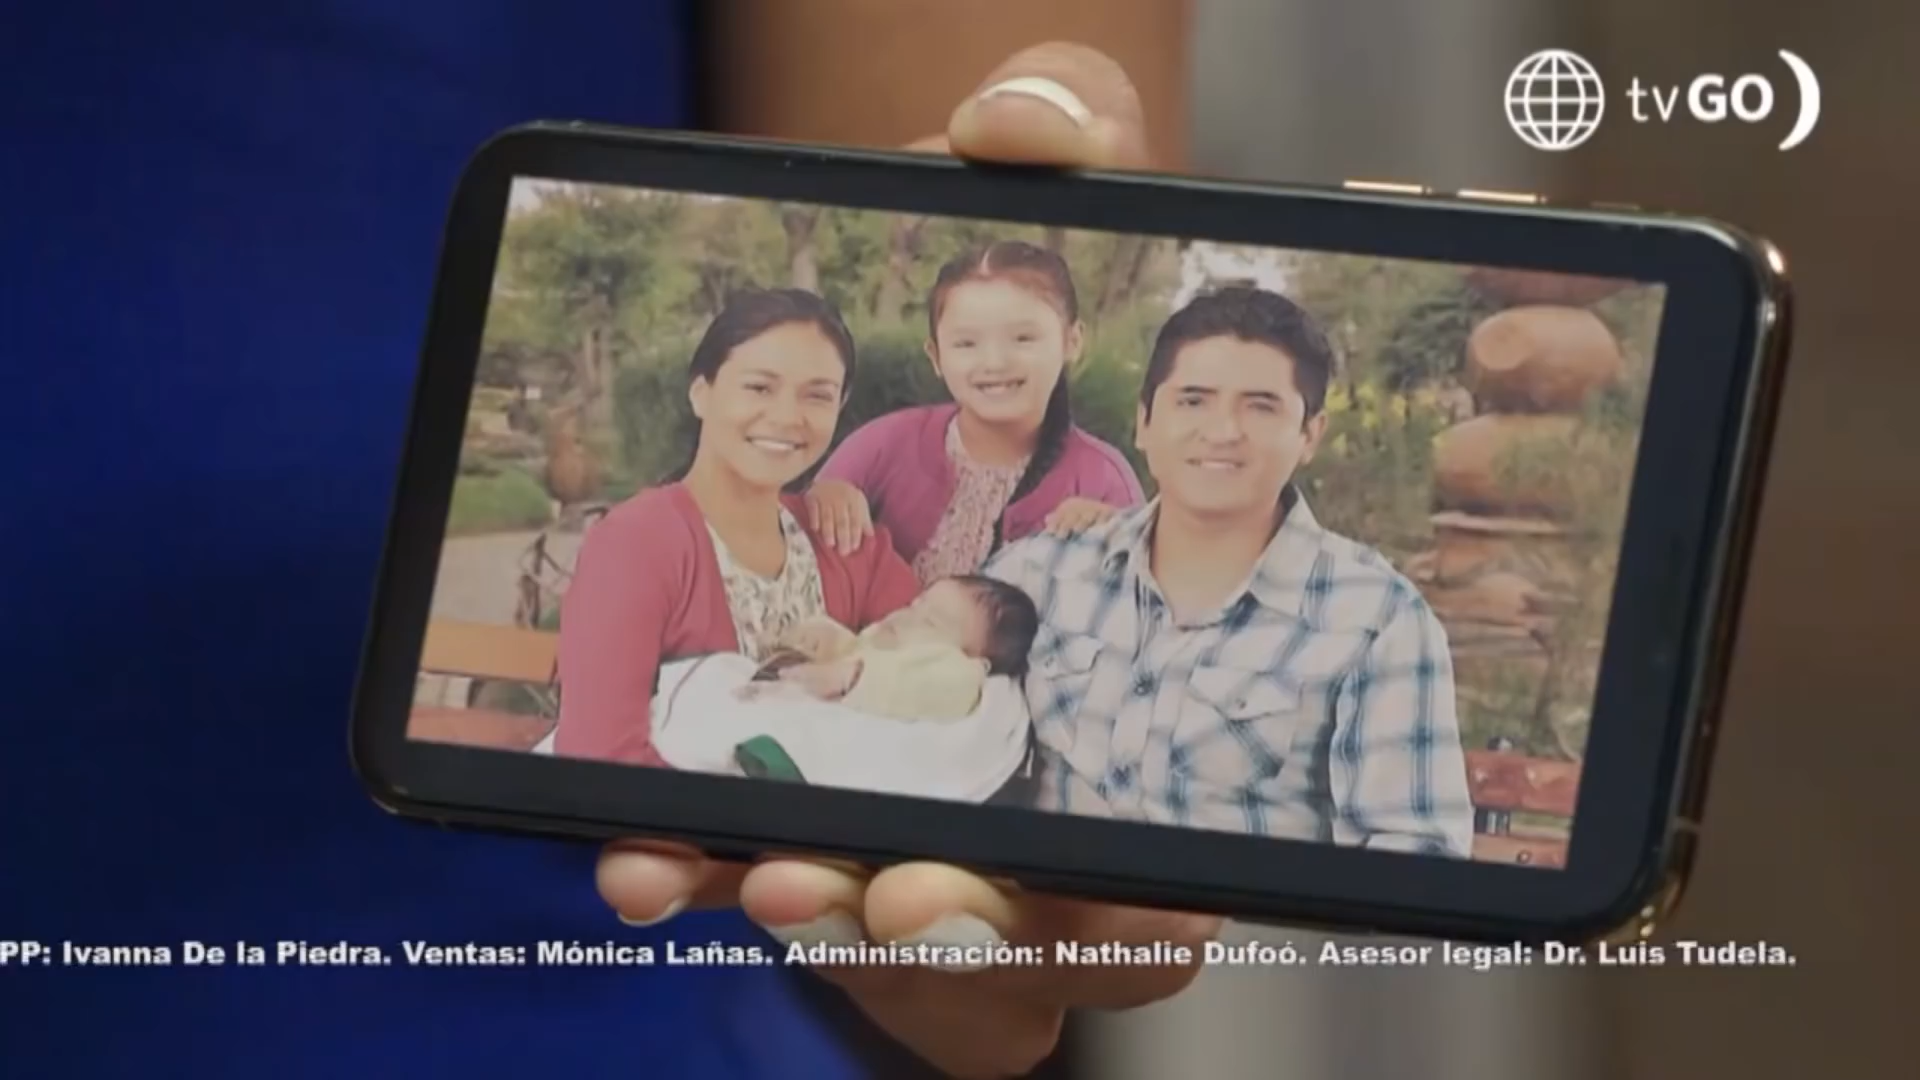 tvGO
PP: Ivanna De la Piedra. Ventas: Mónica Lañas. Administración: Nathalie Dufoó. Asesor legal: Dr. Luis Tudela.